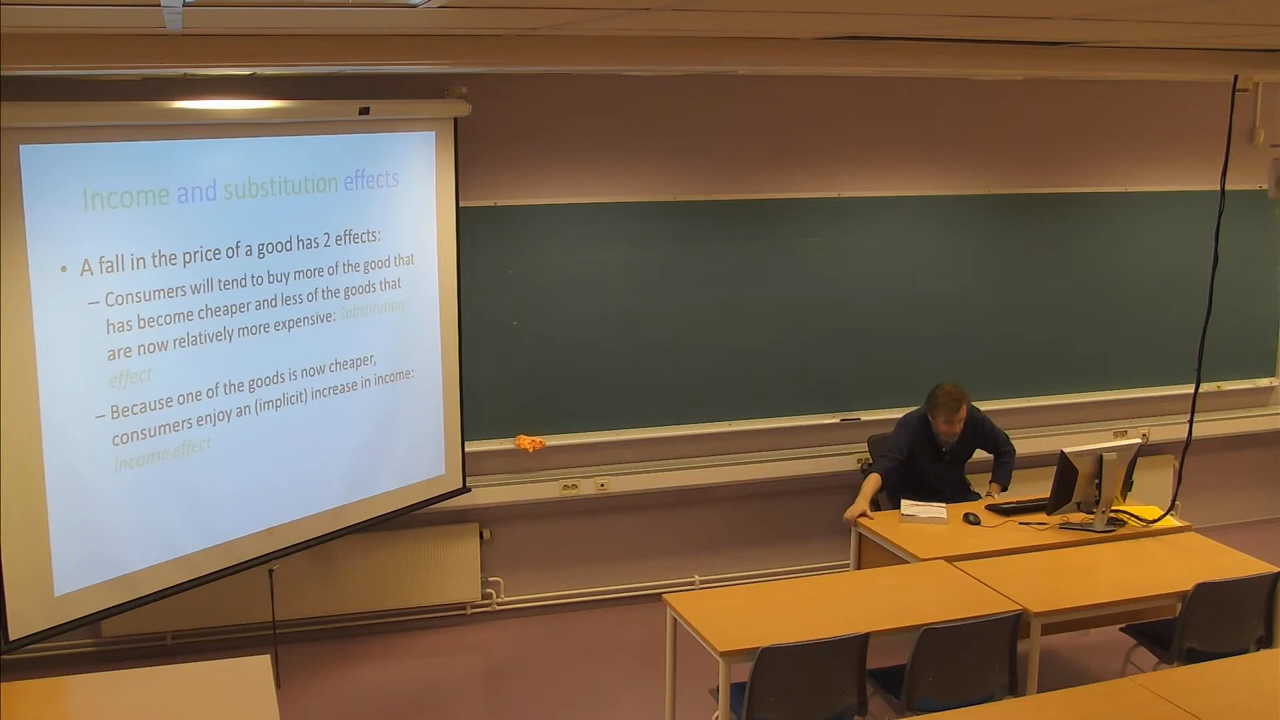 Income and substitution effects
• A fall in the price of a good has 2 effects:
– Consumers will tend to buy more of the good that
has become cheaper and less of the goods that
are now relatively more expensive: Substitution
effect
– Because one of the goods is now cheaper,
consumers enjoy an (implicit) increase in income:
Income effect